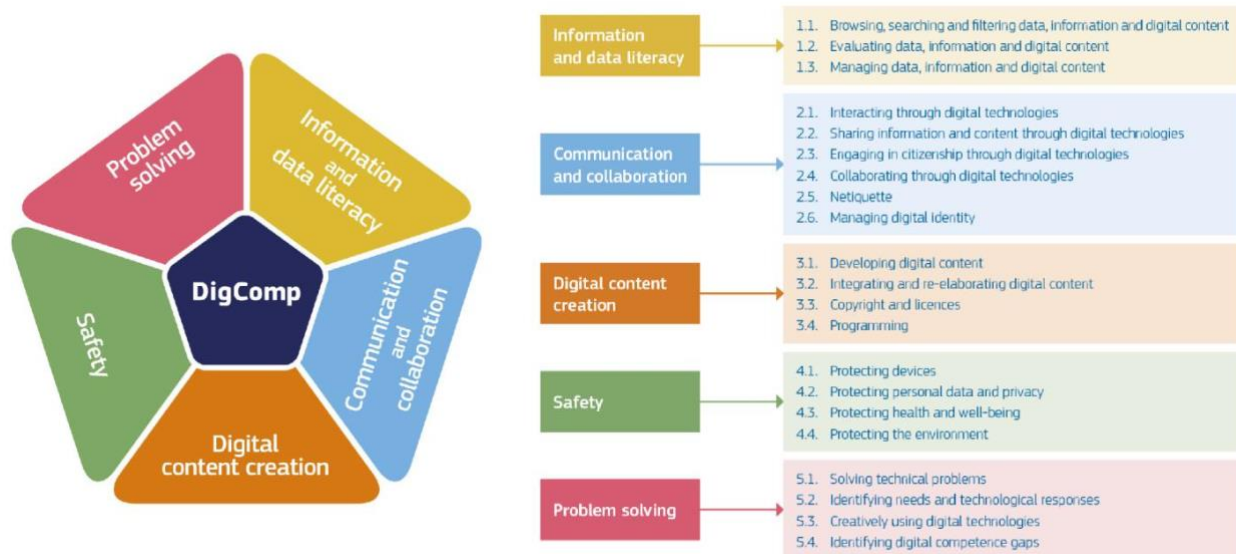 Problem
solving
Information
and
data literacy
DigComp
Safety
Communication
and
collaboration
Digital
content creation
Information
and data literacy
1.1. Browsing, searching and filtering data, information and digital content
1.2. Evaluating data, information and digital content
1.3. Managing data, information and digital content
Communication
and collaboration
2.1. Interacting through digital technologies
2.2. Sharing information and content through digital technologies
2.3. Engaging in citizenship through digital technologies
2.4. Collaborating through digital technologies
2.5. Netiquette
2.6. Managing digital identity
Digital content
creation
3.1. Developing digital content
3.2. Integrating and re-elaborating digital content
3.3. Copyright and licences
3.4. Programming
Safety
4.1. Protecting devices
4.2. Protecting personal data and privacy
4.3. Protecting health and well-being
4.4. Protecting the environment
Problem solving
5.1. Solving technical problems
5.2. Identifying needs and technological responses
5.3. Creatively using digital technologies
5.4. Identifying digital competence gaps